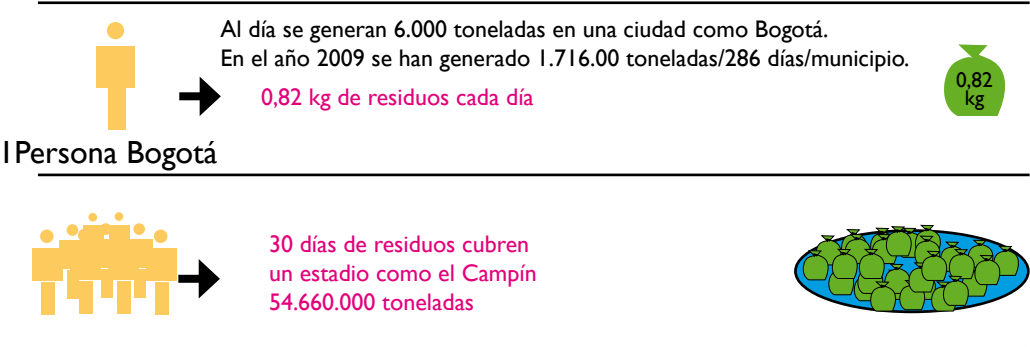 Al día se generan 6.000 toneladas en una ciudad como Bogotá.
En el año 2009 se han generado 1.716.00 toneladas/286 días/municipio.
0,82 kg de residuos cada día
0,82
kg
1Persona Bogotá
30 días de residuos cubren
un estadio como el Campín
54.660.000 toneladas